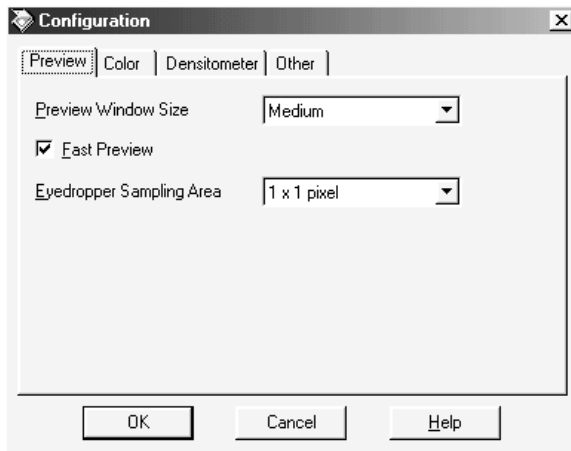 Configuration
Preview Color Densitometer Other
Preview Window Size Medium
Fast Preview
Eyedropper Sampling Area 1 x 1 pixel
OK Cancel Help